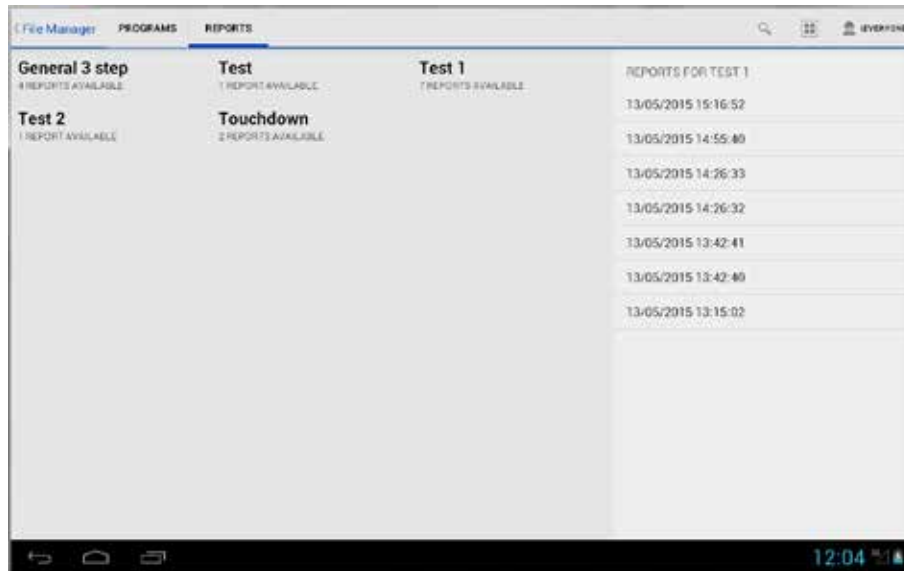 File Manager PROGRAMS REPORTS EVERYONE
General 3 step Test Test 1
4 REPORTS AVAILABLE 1 REPORT AVAILABLE 7 REPORTS AVAILABLE
Test 2 Touchdown
1 REPORT AVAILABLE 2 REPORTS AVAILABLE
REPORTS FOR TEST 1
13/05/2015 15:16:52
13/05/2015 14:55:40
13/05/2015 14:26:33
13/05/2015 14:26:32
13/05/2015 13:42:41
13/05/2015 13:42:40
13/05/2015 13:15:02
12:04